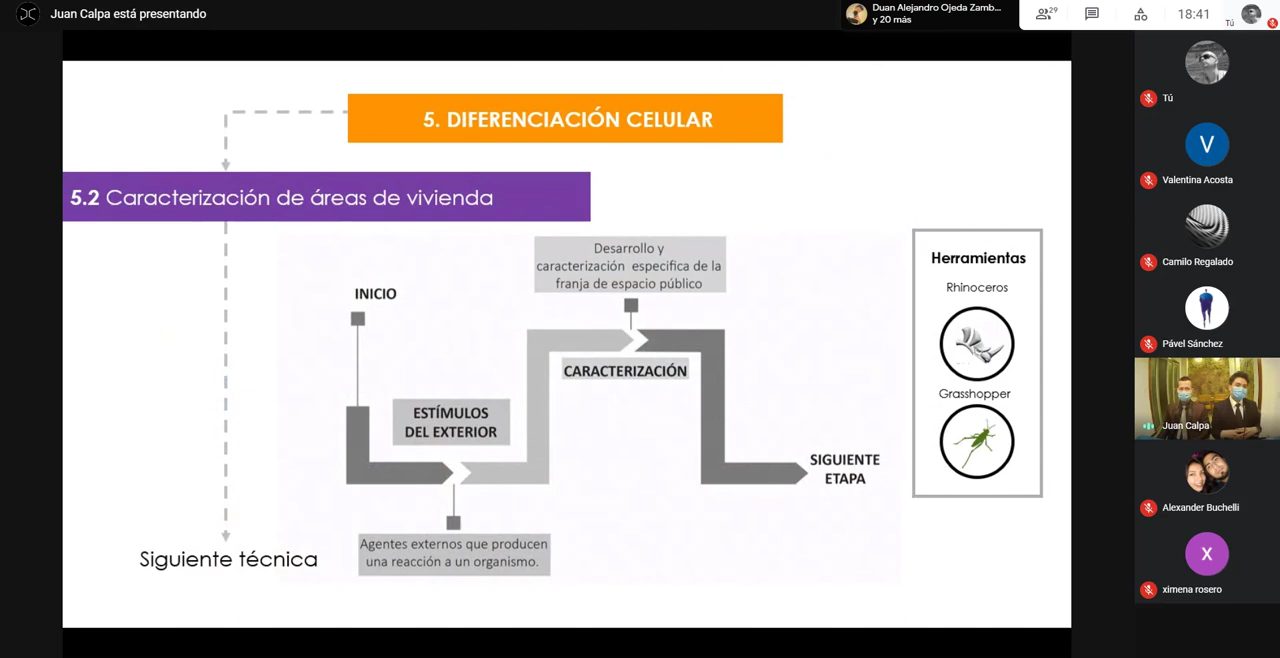 Juan Calpa está presentando
Duan Alejandro Ojeda Zamb...
y 20 más
29
18:41
Tú
Tú
Valentina Acosta
Camilo Regalado
Pável Sánchez
Juan Calpa
Alexander Buchelli
ximena rosero
V
X
5. DIFERENCIACIÓN CELULAR
5.2 Caracterización de áreas de vivienda
INICIO
Desarrollo y
caracterización especifica de la
franja de espacio público
CARACTERIZACIÓN
ESTÍMULOS
DEL EXTERIOR
Agentes externos que producen
una reacción a un organismo.
SIGUIENTE
ETAPA
Siguiente técnica
Herramientas
Rhinoceros
Grasshopper